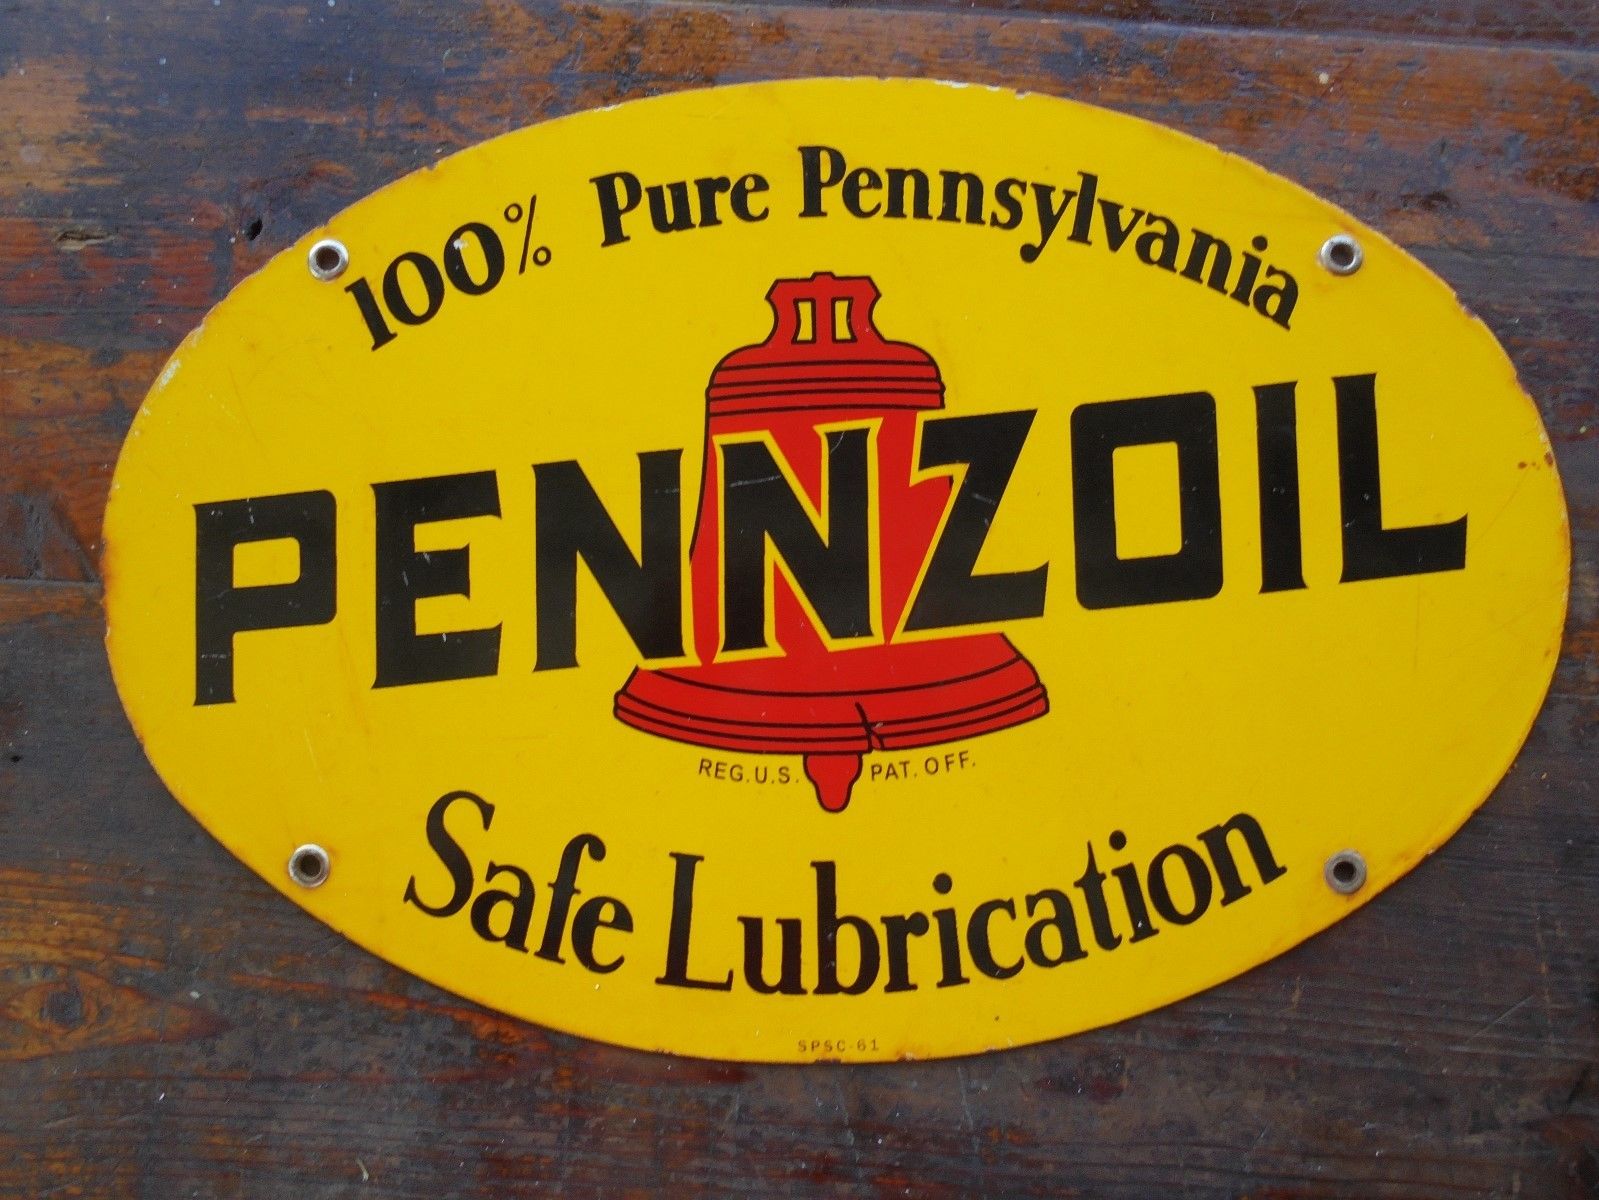 100% Pure Pennsylvania
PENNZOIL
REG. U.S. PAT. OFF.
Safe Lubrication
SPSC-61